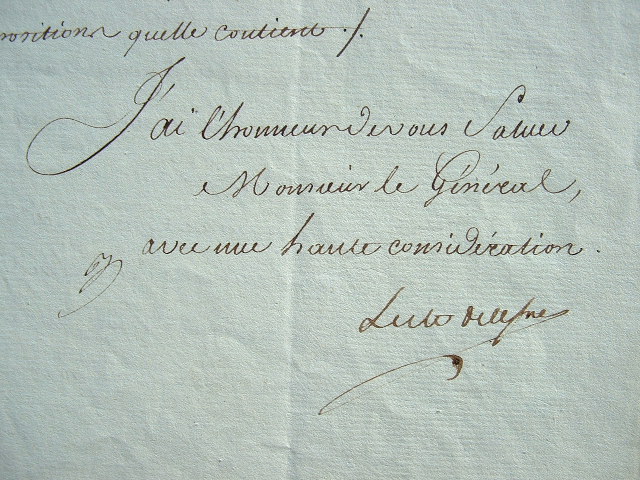 positions quelle contient ./.
J'ai l'honneur de vous Saluer
Monsieur le Général,
avec une haute considération.